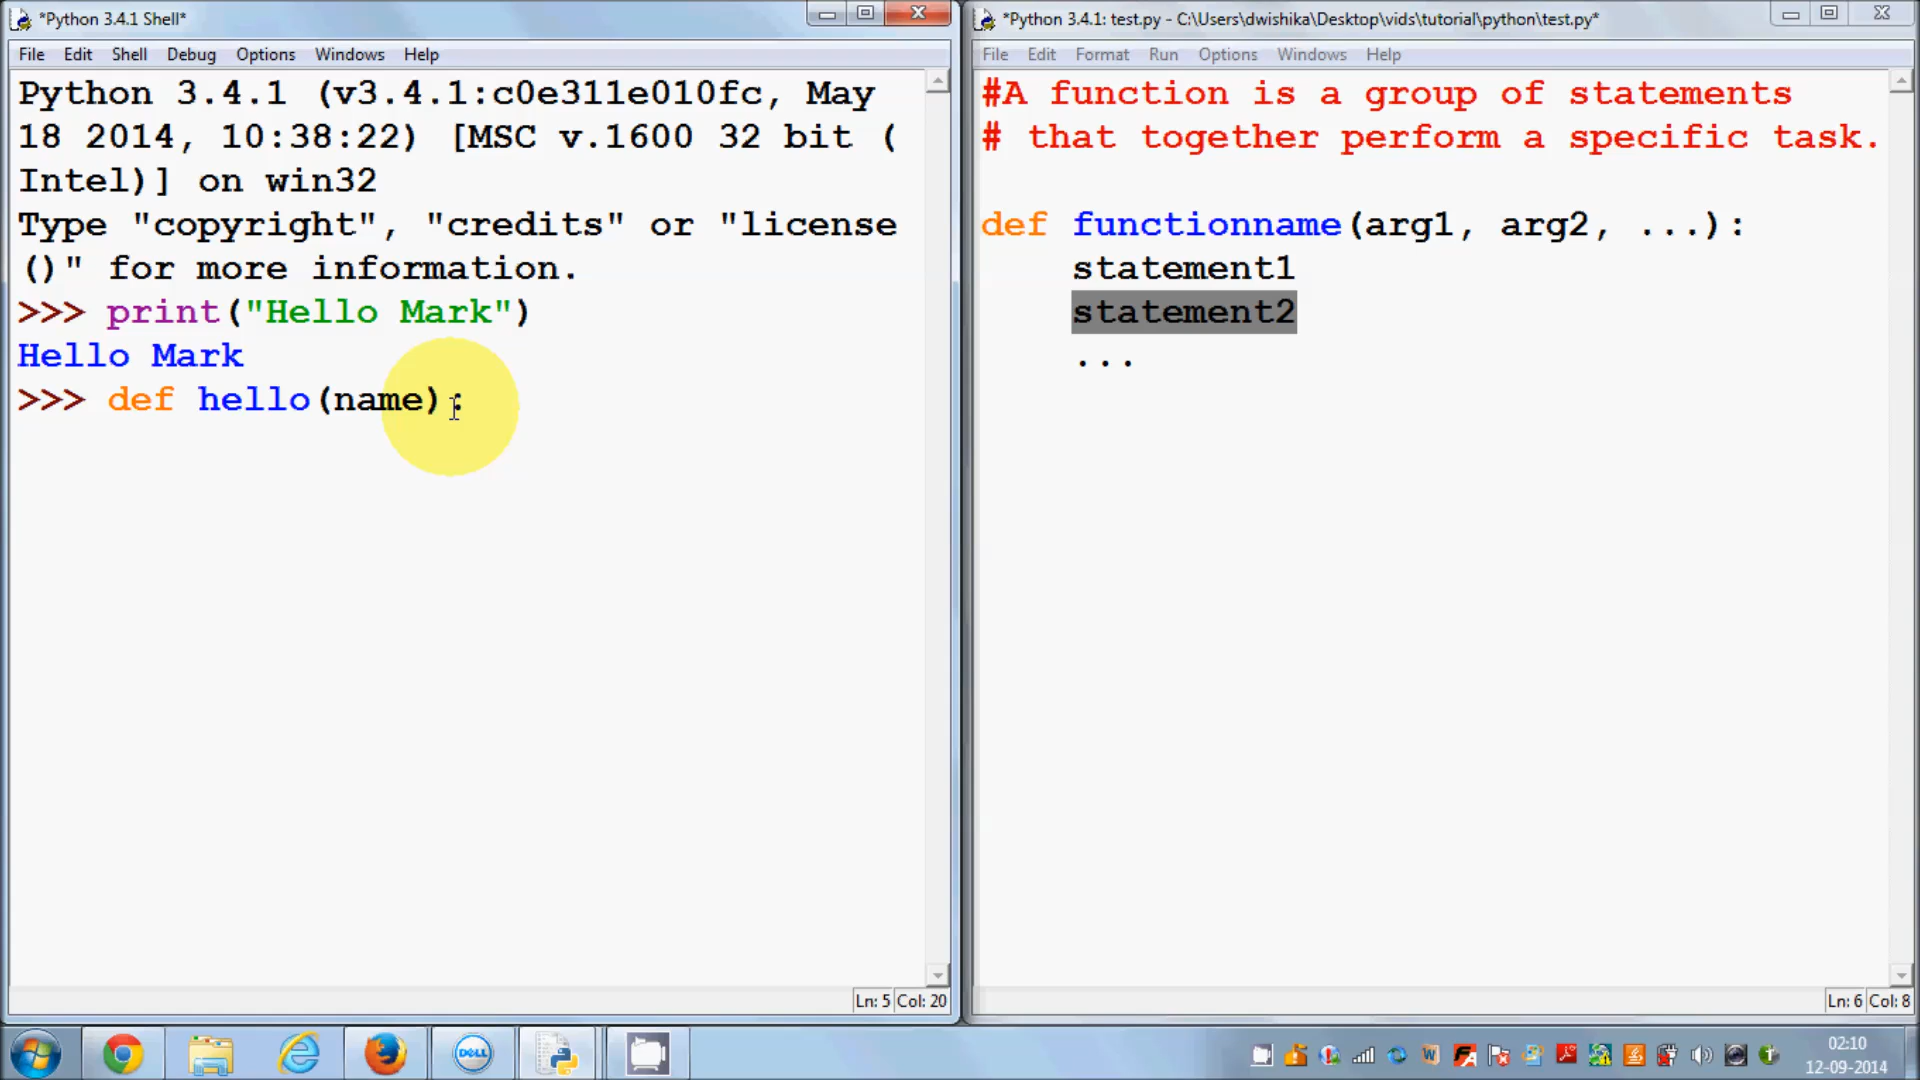 *Python 3.4.1 Shell*
File Edit Shell Debug Options Windows Help
Python 3.4.1 (v3.4.1:c0e311e010fc, May
18 2014, 10:38:22) [MSC v.1600 32 bit (
Intel)] on win32
Type "copyright", "credits" or "license
()" for more information.
>>> print("Hello Mark")
Hello Mark
>>> def hello(name):
Ln: 5 Col: 20
*Python 3.4.1: test.py - C:\Users\dwishika\Desktop\vids\tutorial\python\test.py*
File Edit Format Run Options Windows Help
#A function is a group of statements
# that together perform a specific task.
def functionname(arg1, arg2, ...):
statement1
statement2
...
Ln: 6 Col: 8
DELL
02:10
12-09-2014